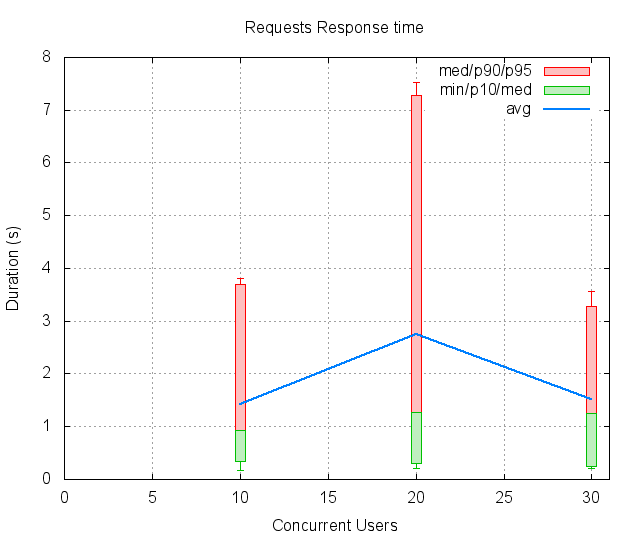 Requests Response time
med/p90/p95
min/p10/med
avg
Duration (s)
8
7
6
5
4
3
2
1
0
0 5 10 15 20 25 30
Concurrent Users